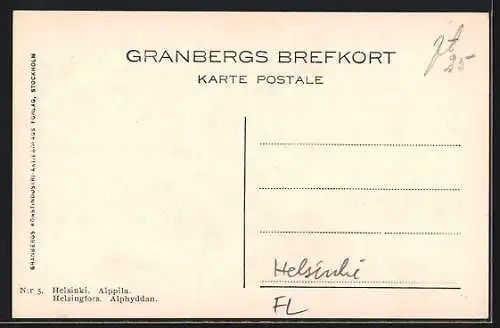 GRANBERGS BREFKORT
KARTE POSTALE
GRANBERGS KONSTINDUSTRI-AKTIEBOLAGS FÖRLAG, STOCKHOLM
Helsinki
FL
N:r 5. Helsinki. Alppila.
Helsingfors. Alphyddan.